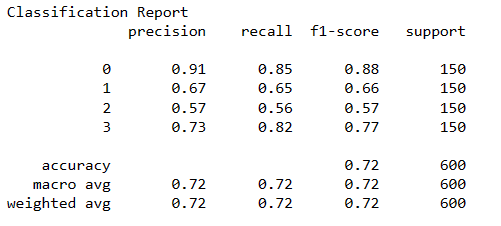 Classification Report
precision recall f1-score support
0 0.91 0.85 0.88 150
1 0.67 0.65 0.66 150
2 0.57 0.56 0.57 150
3 0.73 0.82 0.77 150
accuracy 0.72 600
macro avg 0.72 0.72 0.72 600
weighted avg 0.72 0.72 0.72 600